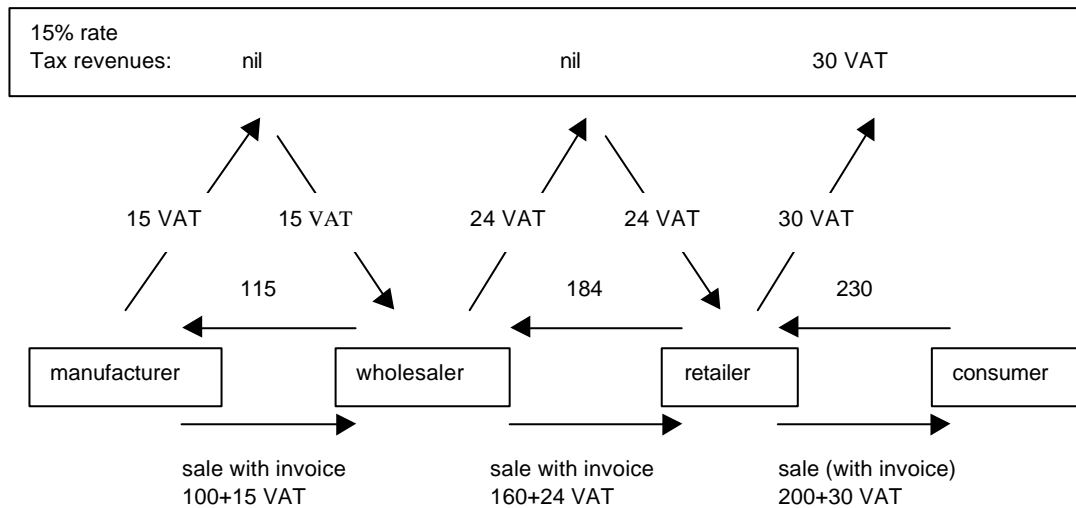 15% rate
Tax revenues: nil nil 30 VAT
15 VAT 15 VAT 24 VAT 24 VAT 30 VAT
115 184 230
manufacturer wholesaler retailer consumer
sale with invoice sale with invoice sale (with invoice)
100+15 VAT 160+24 VAT 200+30 VAT